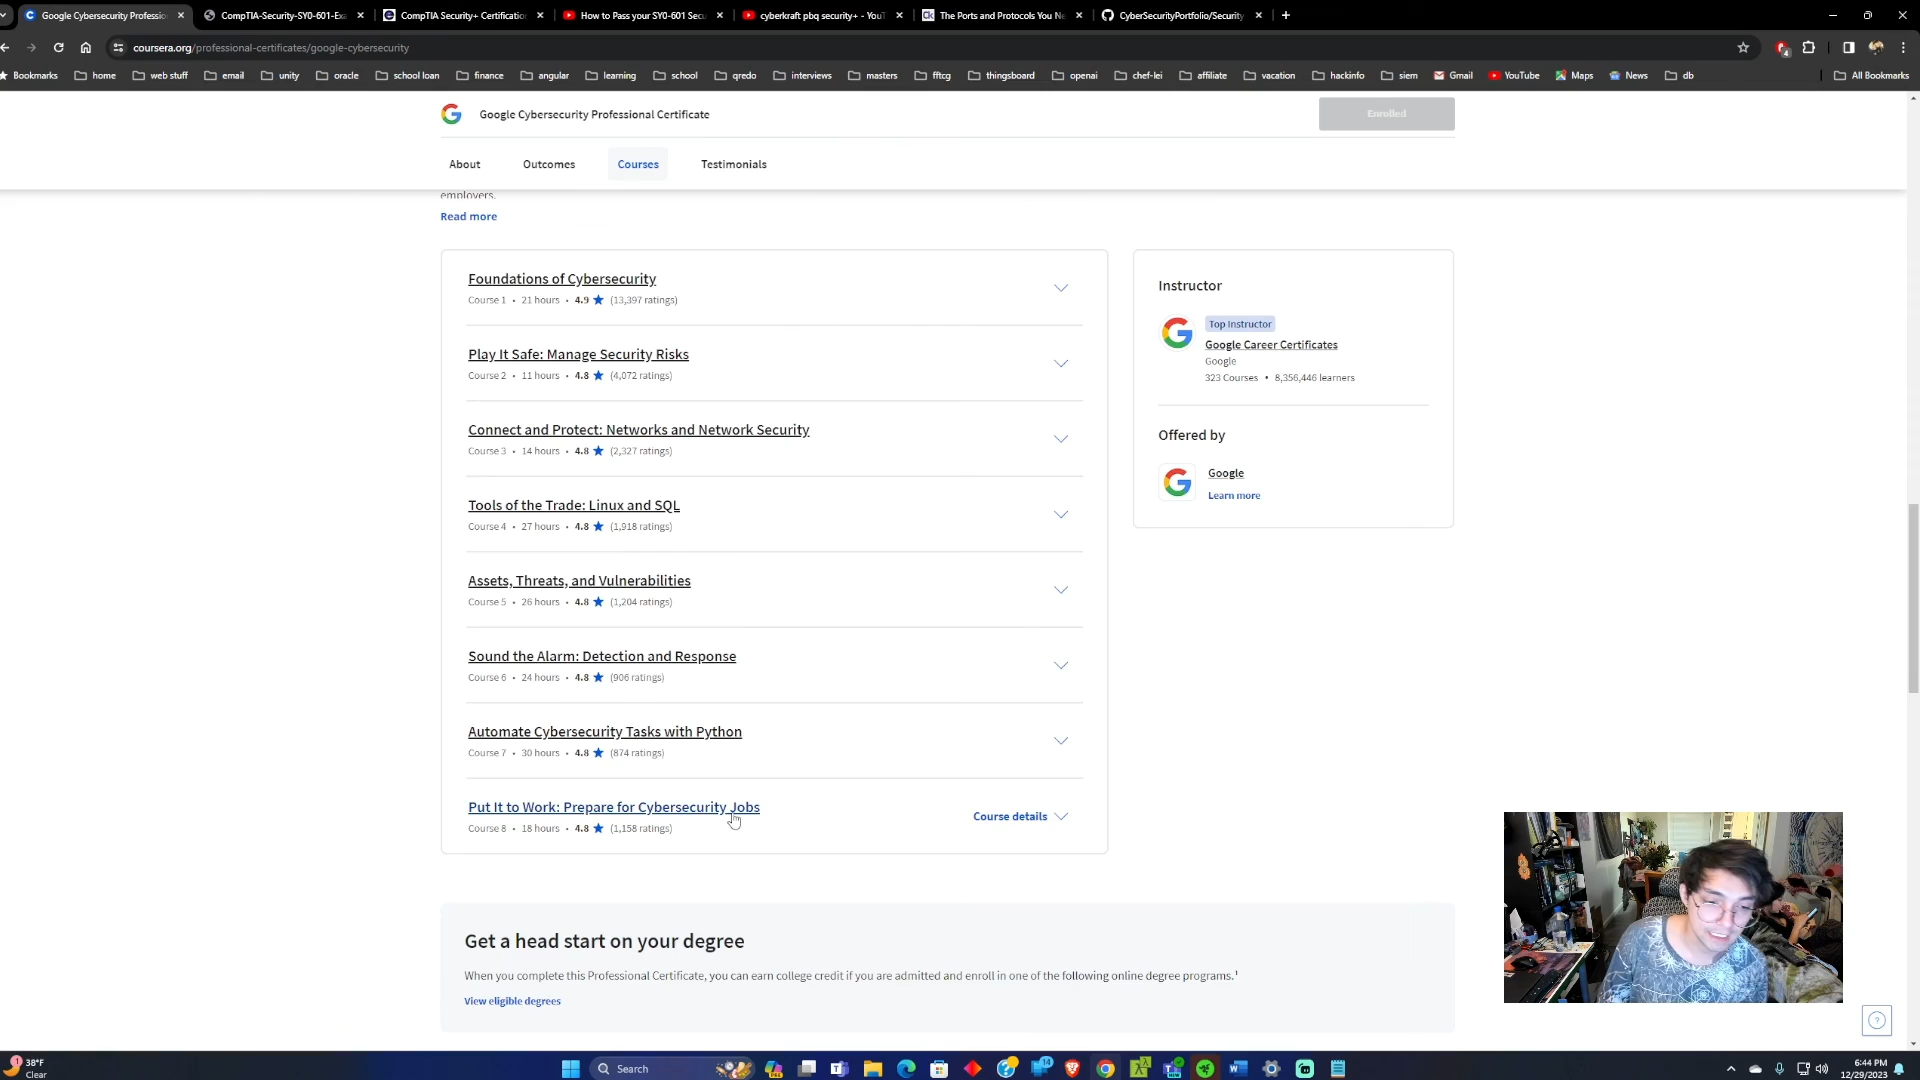 Google Cybersecurity Professio
CompTIA-Security-SY0-601-Exa
CompTIA Security+ Certification
How to Pass your SY0-601 Secu
cyberkraft pbq security+ - YouT
The Ports and Protocols You Ne
CyberSecurityPortfolio/Security
coursera.org/professional-certificates/google-cybersecurity
Bookmarks home web stuff email unity oracle school loan finance angular learning school qredo interviews masters fftcg thingsboard openai chef-lei affiliate vacation hackinfo siem Gmail YouTube Maps News db All Bookmarks
Google Cybersecurity Professional Certificate
Enrolled
About Outcomes Courses Testimonials
employers.
Read more
Foundations of Cybersecurity
Course 1 • 21 hours • 4.9 ★ (13,397 ratings)
Play It Safe: Manage Security Risks
Course 2 • 11 hours • 4.8 ★ (4,072 ratings)
Connect and Protect: Networks and Network Security
Course 3 • 14 hours • 4.8 ★ (2,327 ratings)
Tools of the Trade: Linux and SQL
Course 4 • 27 hours • 4.8 ★ (1,918 ratings)
Assets, Threats, and Vulnerabilities
Course 5 • 26 hours • 4.8 ★ (1,204 ratings)
Sound the Alarm: Detection and Response
Course 6 • 24 hours • 4.8 ★ (906 ratings)
Automate Cybersecurity Tasks with Python
Course 7 • 30 hours • 4.8 ★ (874 ratings)
Put It to Work: Prepare for Cybersecurity Jobs
Course 8 • 18 hours • 4.8 ★ (1,158 ratings)
Course details
Instructor
Top Instructor
Google Career Certificates
Google
323 Courses • 8,356,446 learners
Offered by
Google
Learn more
Get a head start on your degree
When you complete this Professional Certificate, you can earn college credit if you are admitted and enroll in one of the following online degree programs.¹
View eligible degrees
38°F
Clear
Search
6:44 PM
12/29/2023